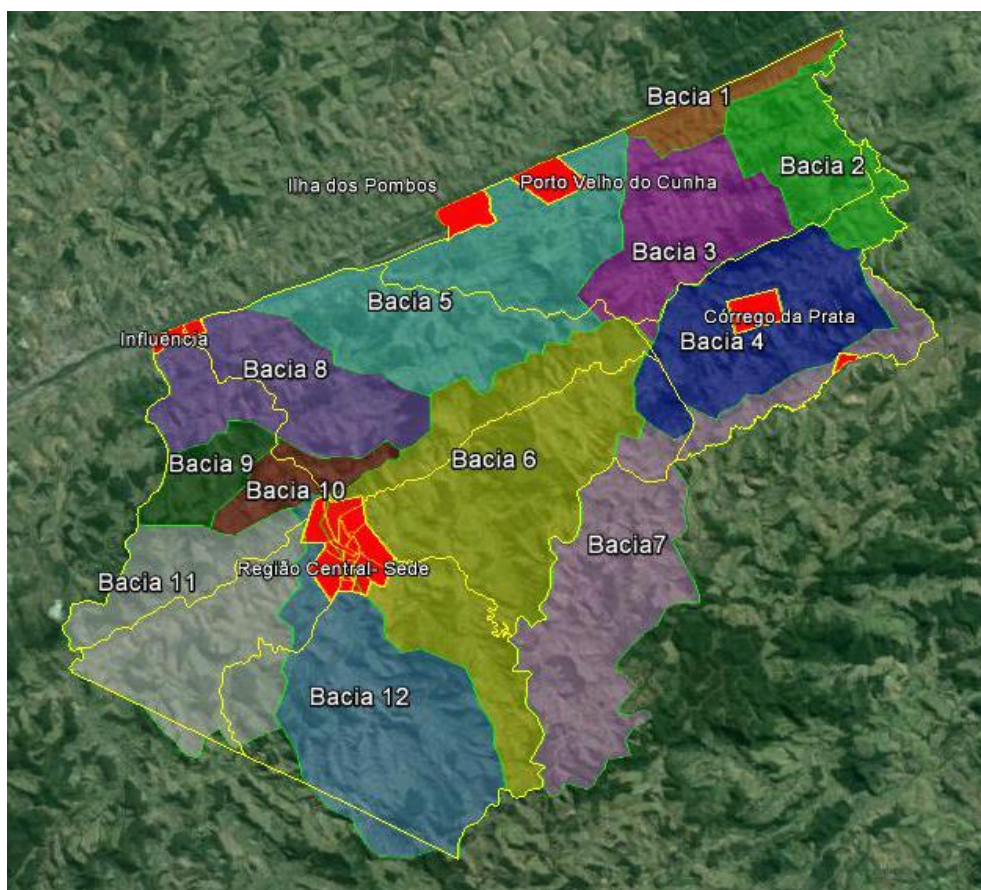 Bacia 1
Bacia 2
Ilha dos Pombos
Porto Velho do Cunha
Bacia 3
Bacia 5
Córrego da Prata
Bacia 4
Influência
Bacia 8
Bacia 9
Bacia 6
Bacia 10
Bacia7
Região Central- Sede
Bacia 11
Bacia 12